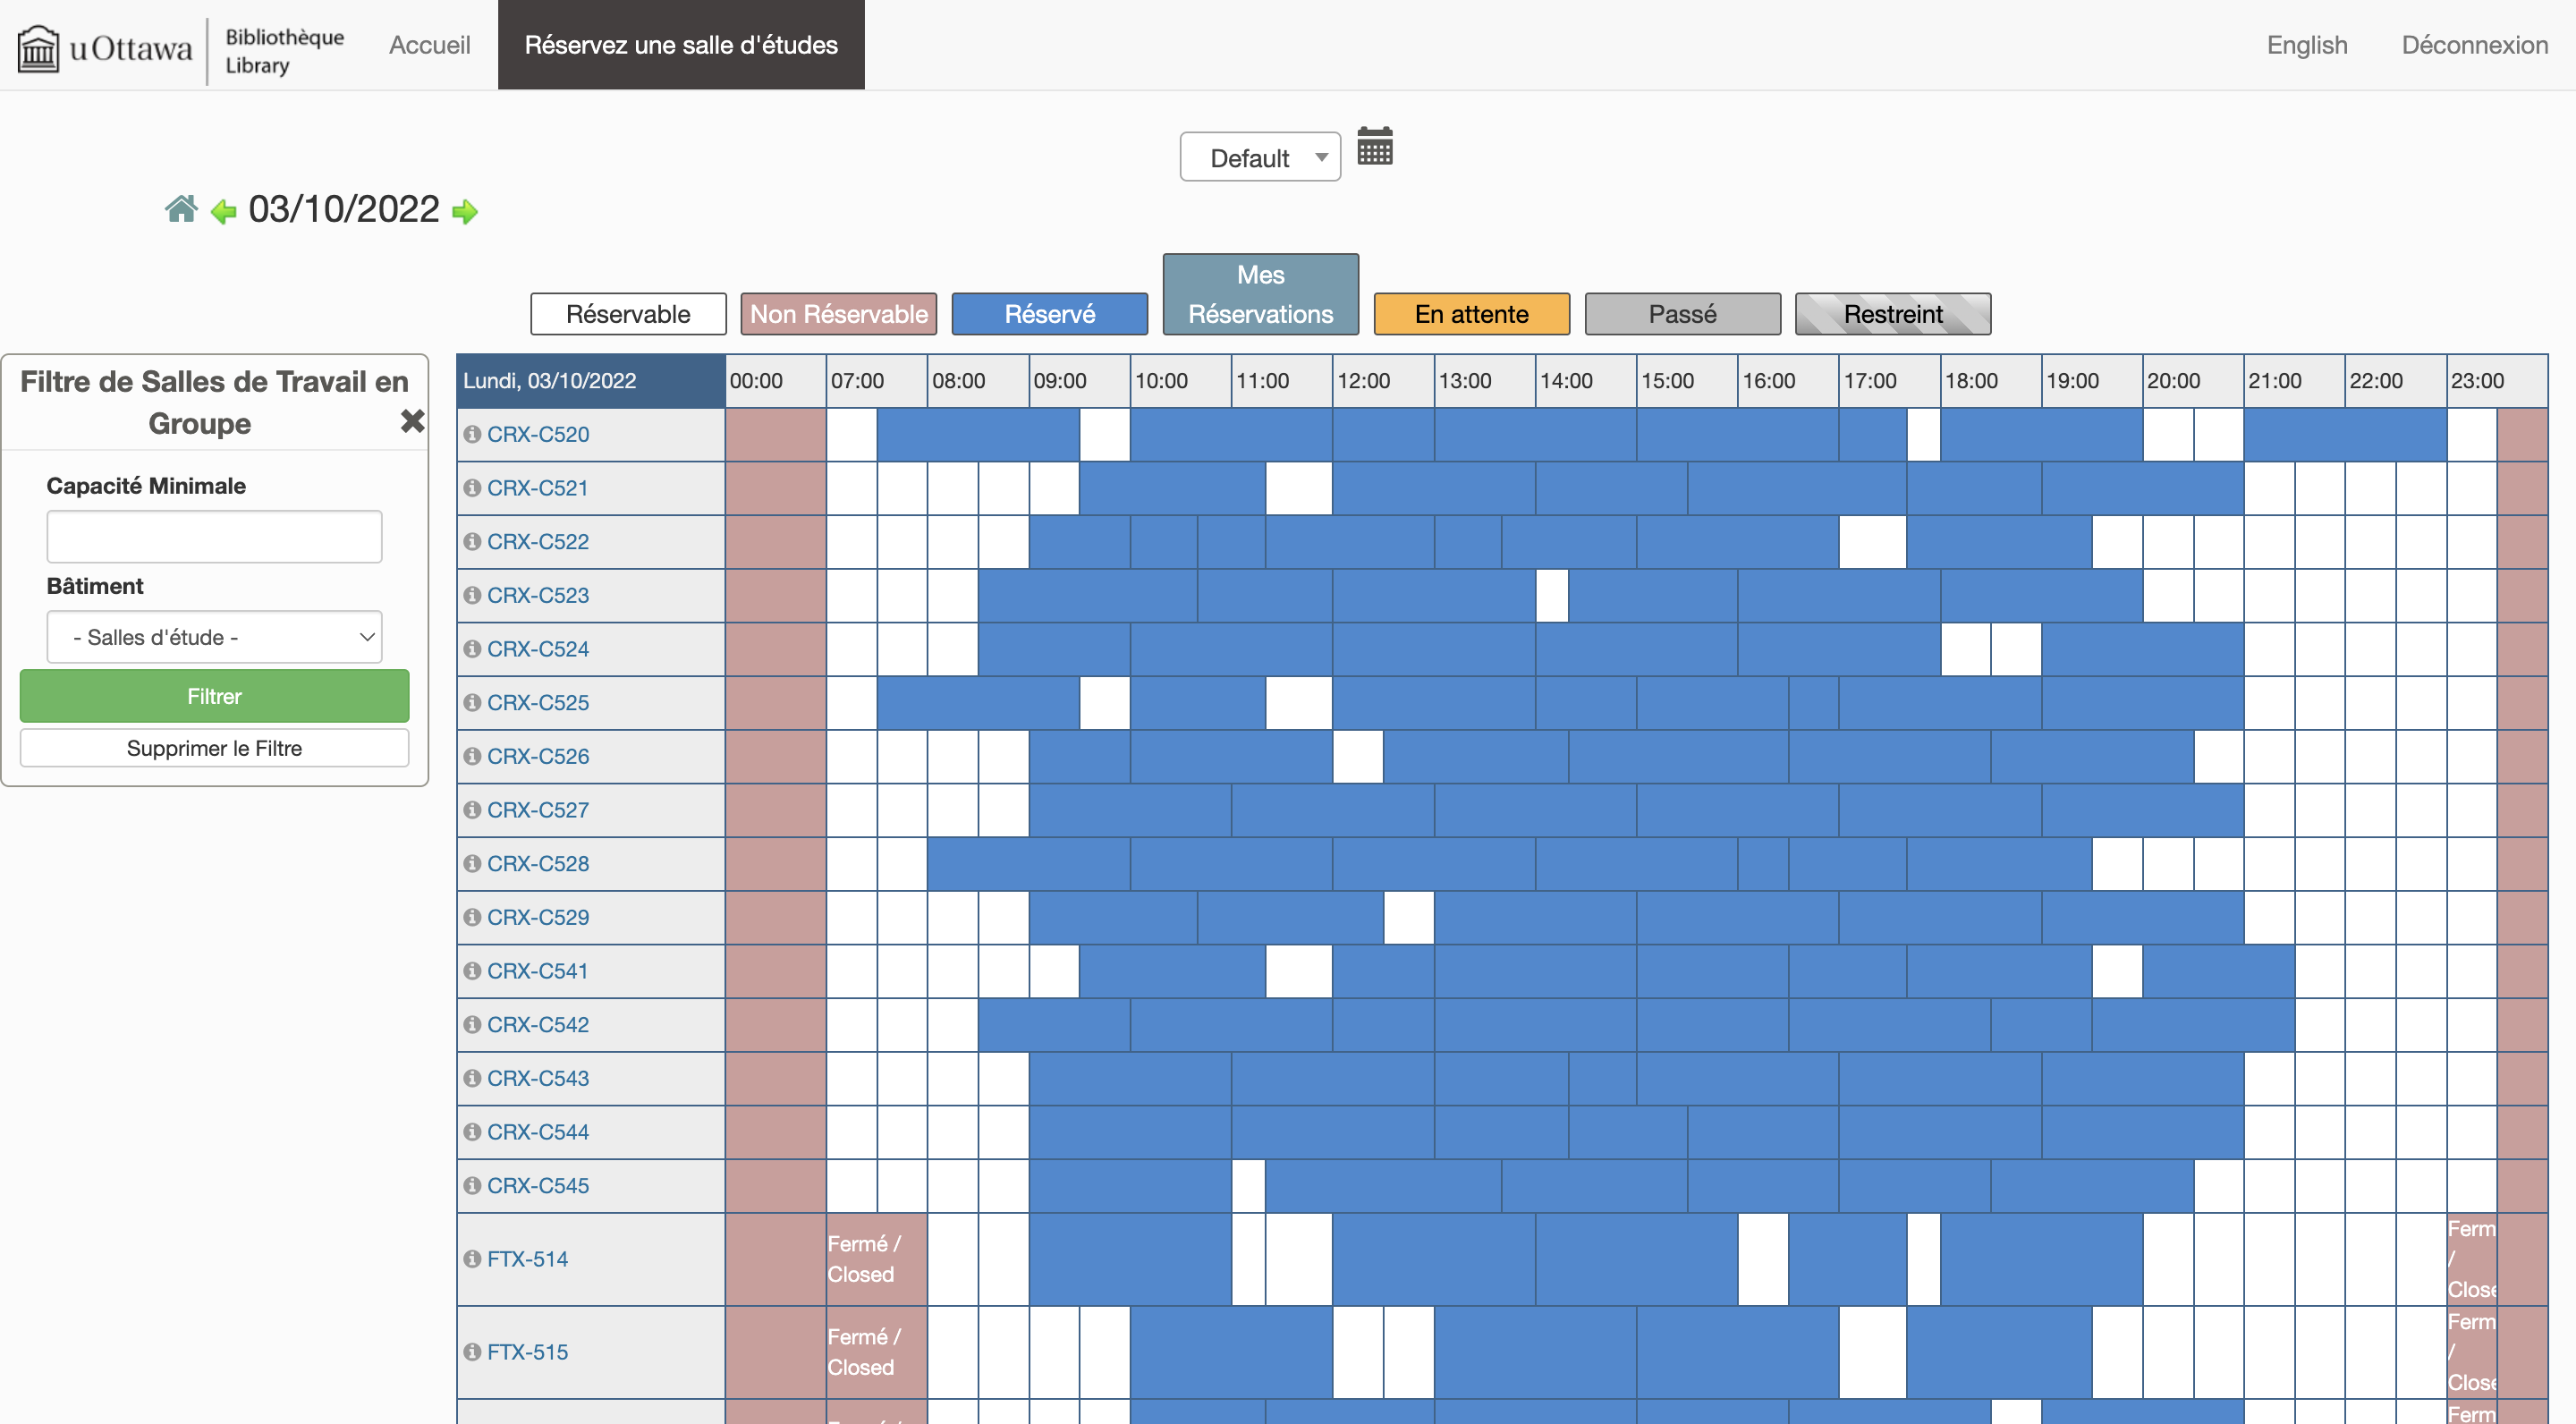 uOttawa
Bibliothèque
Library
Accueil
Réservez une salle d'études
English
Déconnexion
Default
03/10/2022
Réservable
Non Réservable
Réservé
Mes
Réservations
En attente
Passé
Restreint
Filtre de Salles de Travail en
Groupe
Capacité Minimale
Bâtiment
- Salles d'étude -
Filtrer
Supprimer le Filtre
Lundi, 03/10/2022 00:00 07:00 08:00 09:00 10:00 11:00 12:00 13:00 14:00 15:00 16:00 17:00 18:00 19:00 20:00 21:00 22:00 23:00
CRX-C520
CRX-C521
CRX-C522
CRX-C523
CRX-C524
CRX-C525
CRX-C526
CRX-C527
CRX-C528
CRX-C529
CRX-C541
CRX-C542
CRX-C543
CRX-C544
CRX-C545
FTX-514
Fermé /
Closed
Ferm
/
Close
FTX-515
Fermé /
Closed
Ferm
/
Close
Ferm